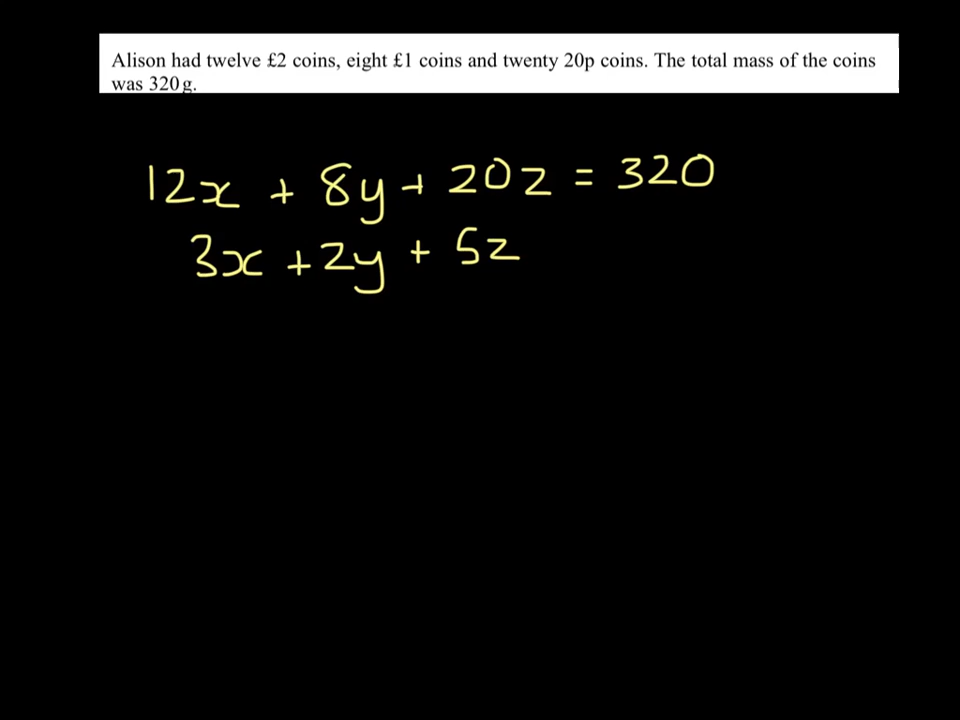 Alison had twelve £2 coins, eight £1 coins and twenty 20p coins. The total mass of the coins
was 320 g.
12x + 8y + 20z = 320
3x + 2y + 5z